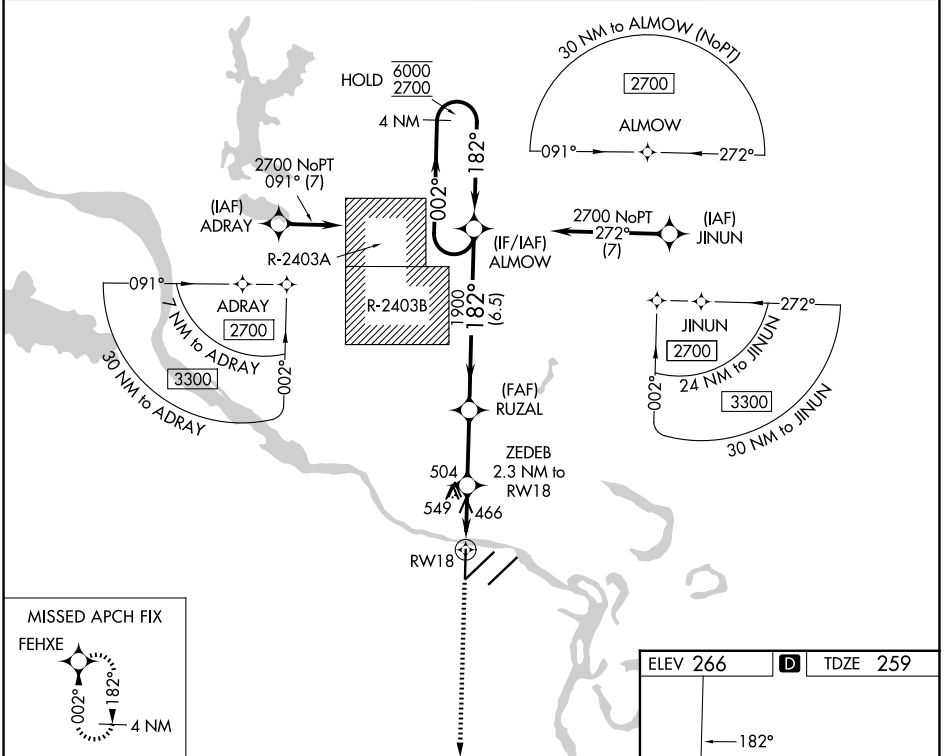 30 NM to ALMOW (NoPT)
2700
ALMOW
091°
272°
HOLD 6000
2700
4 NM
182°
002°
2700 NoPT
091° (7)
(IAF)
ADRAY
R-2403A
R-2403B
(IF/IAF)
ALMOW
2700 NoPT
272°
(7)
(IAF)
JINUN
1900
182°
(6.5)
091°
ADRAY
2700
7 NM to ADRAY
3300
002°
30 NM to ADRAY
272°
JINUN
2700
24 NM to JINUN
002°
3300
30 NM to JINUN
(FAF)
RUZAL
ZEDEB
2.3 NM to
RW18
504
549
466
RW18
MISSED APCH FIX
FEHXE
002°
182°
4 NM
ELEV 266 D TDZE 259
182°